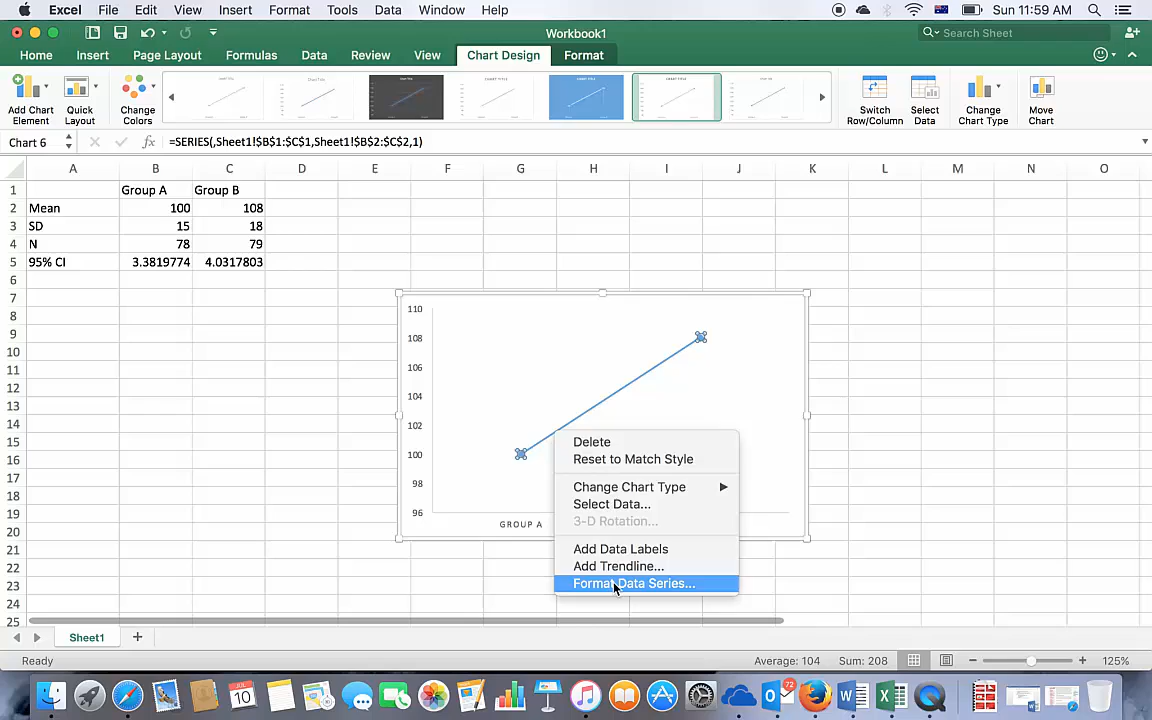 Excel File Edit View Insert Format Tools Data Window Help Sun 11:59 AM
Workbook1
Search Sheet
Home Insert Page Layout Formulas Data Review View Chart Design Format
Add Chart Element
Quick Layout
Change Colors
Switch Row/Column
Select Data
Change Chart Type
Move Chart
Chart 6 fx =SERIES(,Sheet1!$B$1:$C$1,Sheet1!$B$2:$C$2,1)
A B C D E F G H I J K L M N O
1 Group A Group B
2 Mean 100 108
3 SD 15 18
4 N 78 79
5 95% CI 3.3819774 4.0317803
6
7
8
9
10
11
12
13
14
15
16
17
18
19
20
21
22
23
24
25
110
108
106
104
102
100
98
96
GROUP A
Delete
Reset to Match Style
Change Chart Type
Select Data...
3-D Rotation...
Add Data Labels
Add Trendline...
Format Data Series...
Sheet1
Ready Average: 104 Sum: 208 125%
10
72